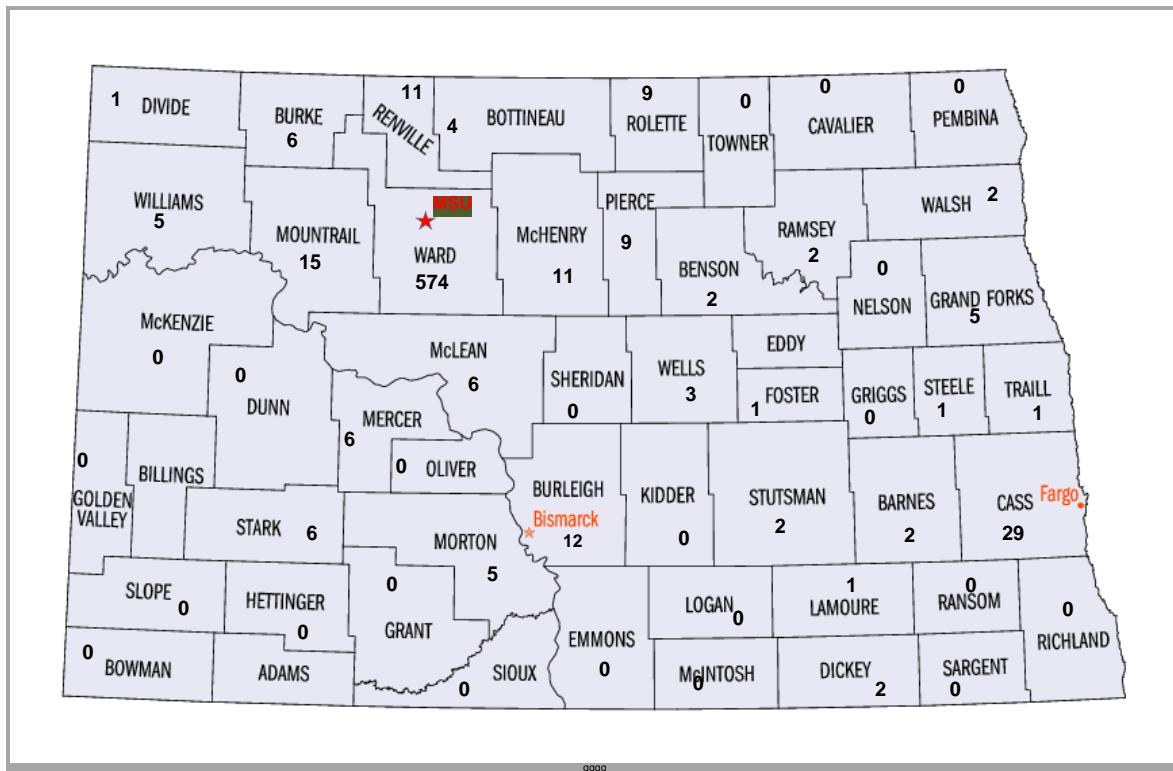 1 DIVIDE
BURKE
6
11
RENVILLE
4 BOTTINEAU
9
ROLETTE
0
TOWNER
0
CAVALIER
0
PEMBINA
WILLIAMS
5
MOUNTRAIL
15
MSU
WARD
574
McHENRY
11
PIERCE
9
BENSON
2
RAMSEY
2
WALSH 2
0
NELSON
GRAND FORKS
5
McKENZIE
0
0
DUNN
McLEAN
6
MERCER
6
0 OLIVER
SHERIDAN
0
WELLS
3
EDDY
1 FOSTER
GRIGGS
0
STEELE
1
TRAILL
1
0
GOLDEN
VALLEY
BILLINGS
STARK 6
MORTON
5
BURLEIGH
Bismarck
12
KIDDER
0
STUTSMAN
2
BARNES
2
CASS
Fargo
29
SLOPE 0
HETTINGER
0
0
GRANT
0
BOWMAN
ADAMS
SIOUX
0
EMMONS
0
LOGAN 0
McINTOSH
0
1
LAMOURE
DICKEY
2
0
RANSOM
SARGENT
0
0
RICHLAND
gggg